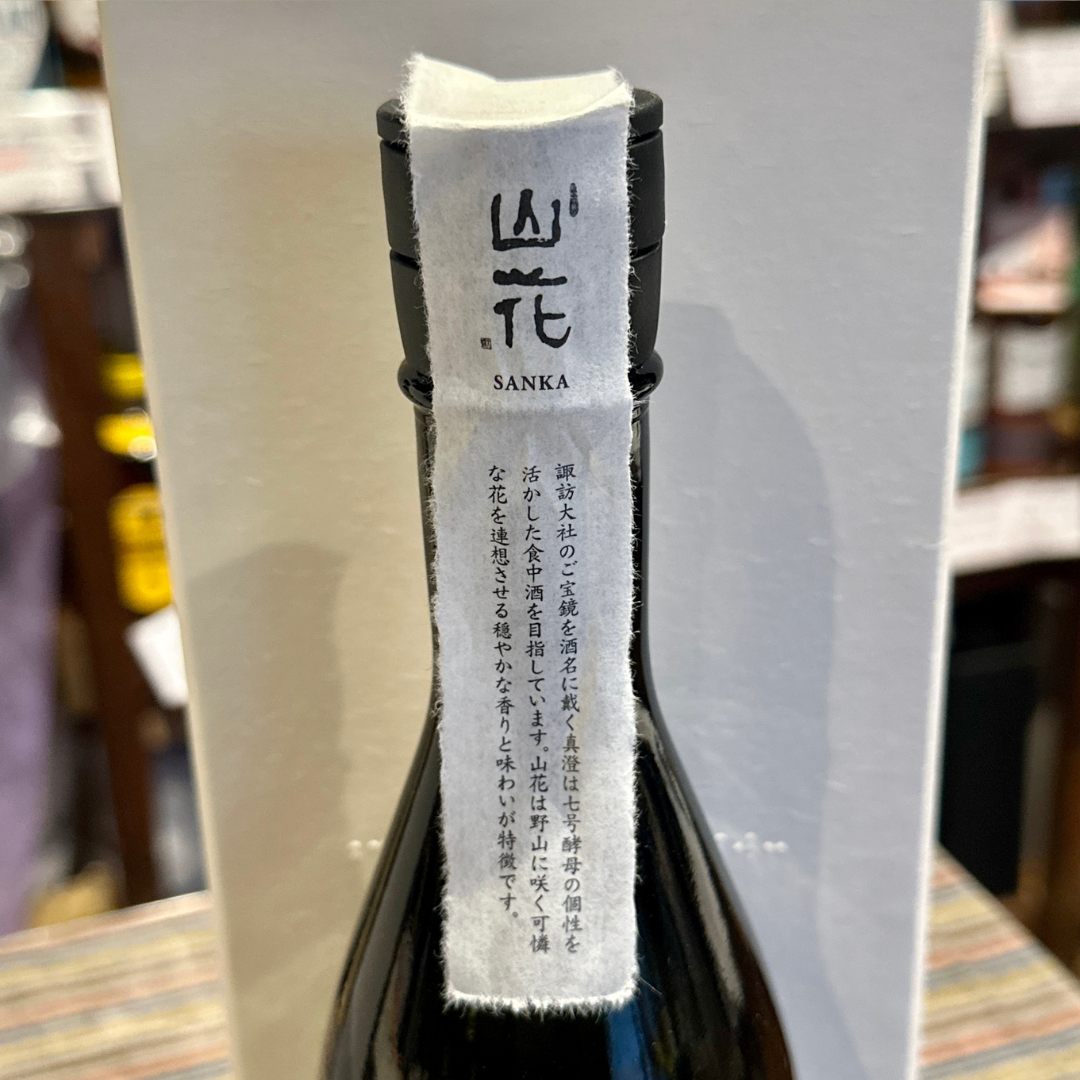 山花
SANKA
諏訪大社のご宝鏡を酒名に戴く真澄は七号酵母の個性を
活かした食中酒を目指しています。山花は野山に咲く可憐
な花を連想させる穏やかな香りと味わいが特徴です。